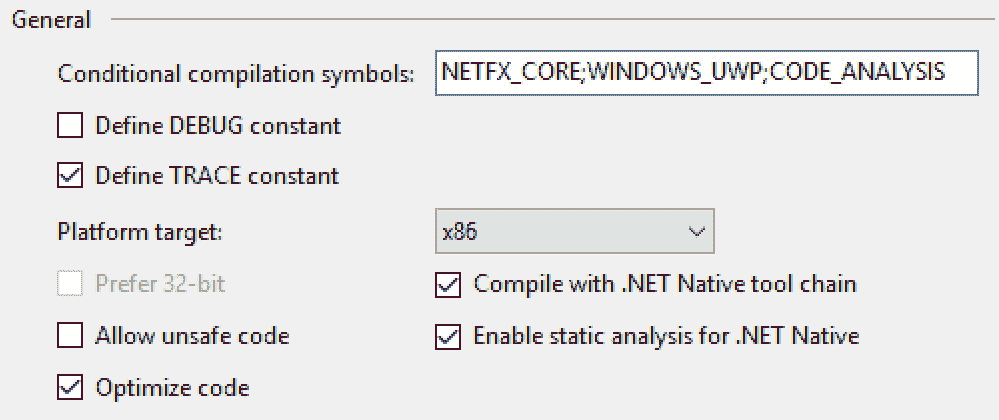 General
Conditional compilation symbols: NETFX_CORE;WINDOWS_UWP;CODE_ANALYSIS
Define DEBUG constant
Define TRACE constant
Platform target: x86
Prefer 32-bit Compile with .NET Native tool chain
Allow unsafe code Enable static analysis for .NET Native
Optimize code